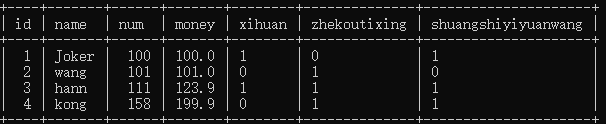 id | name | num | money | xihuan | zhekoutixing | shuangshiyiyuanwang
1 | Joker | 100 | 100.0 | 1 | 0 | 1
2 | wang | 101 | 101.0 | 0 | 1 | 0
3 | hann | 111 | 123.9 | 1 | 1 | 1
4 | kong | 158 | 199.9 | 0 | 1 | 1